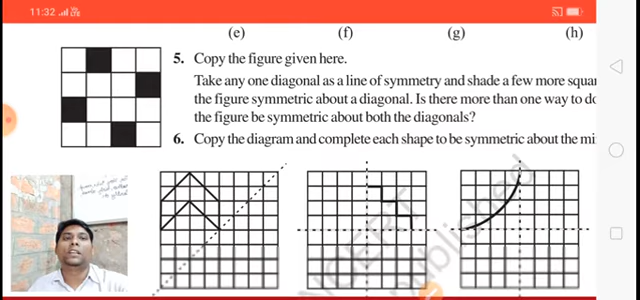 11:32
(e) (f) (g) (h)
5. Copy the figure given here.
Take any one diagonal as a line of symmetry and shade a few more squar
the figure symmetric about a diagonal. Is there more than one way to do
the figure be symmetric about both the diagonals?
6. Copy the diagram and complete each shape to be symmetric about the mi
NCERT
published